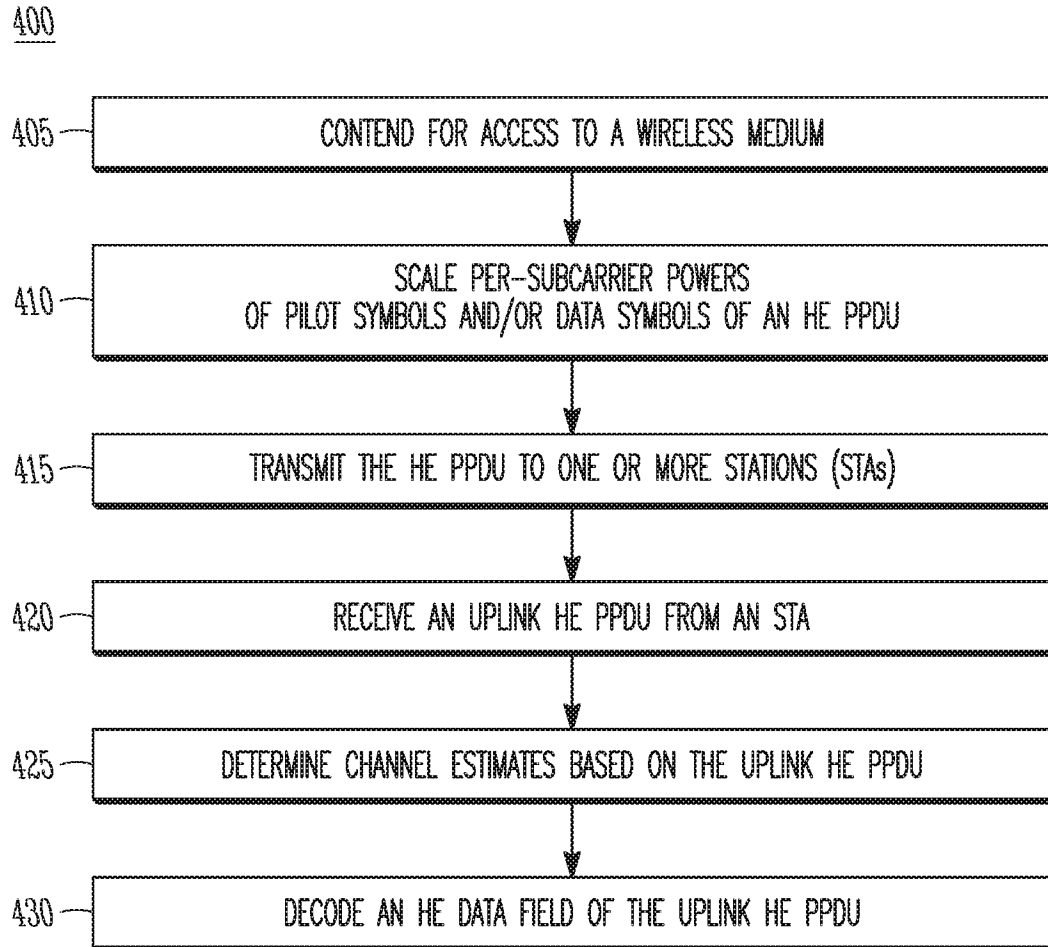 400
405
CONTEND FOR ACCESS TO A WIRELESS MEDIUM
410
SCALE PER-SUBCARRIER POWERS
OF PILOT SYMBOLS AND/OR DATA SYMBOLS OF AN HE PPDU
415
TRANSMIT THE HE PPDU TO ONE OR MORE STATIONS (STAs)
420
RECEIVE AN UPLINK HE PPDU FROM AN STA
425
DETERMINE CHANNEL ESTIMATES BASED ON THE UPLINK HE PPDU
430
DECODE AN HE DATA FIELD OF THE UPLINK HE PPDU